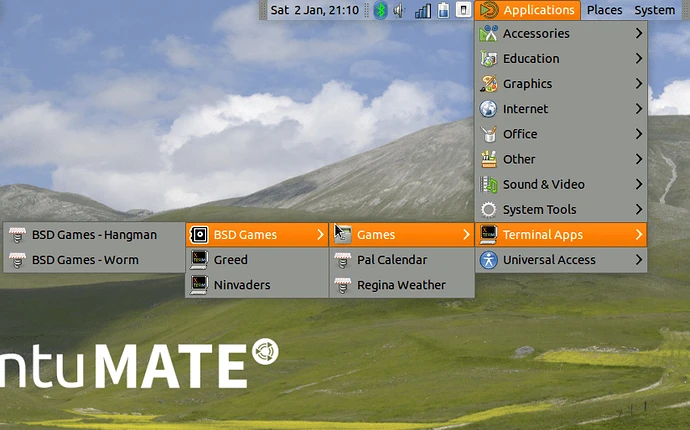 Sat 2 Jan, 21:10 Applications Places System
Accessories
Education
Graphics
Internet
Office
Other
Sound & Video
System Tools
BSD Games - Hangman BSD Games Games Terminal Apps
BSD Games - Worm Greed Pal Calendar Universal Access
Ninvaders Regina Weather
ntuMATE